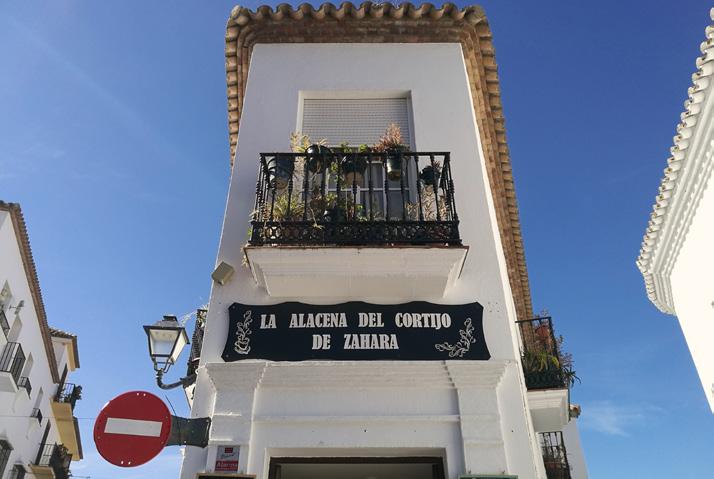 LA ALACENA DEL CORTIJO
DE ZAHARA